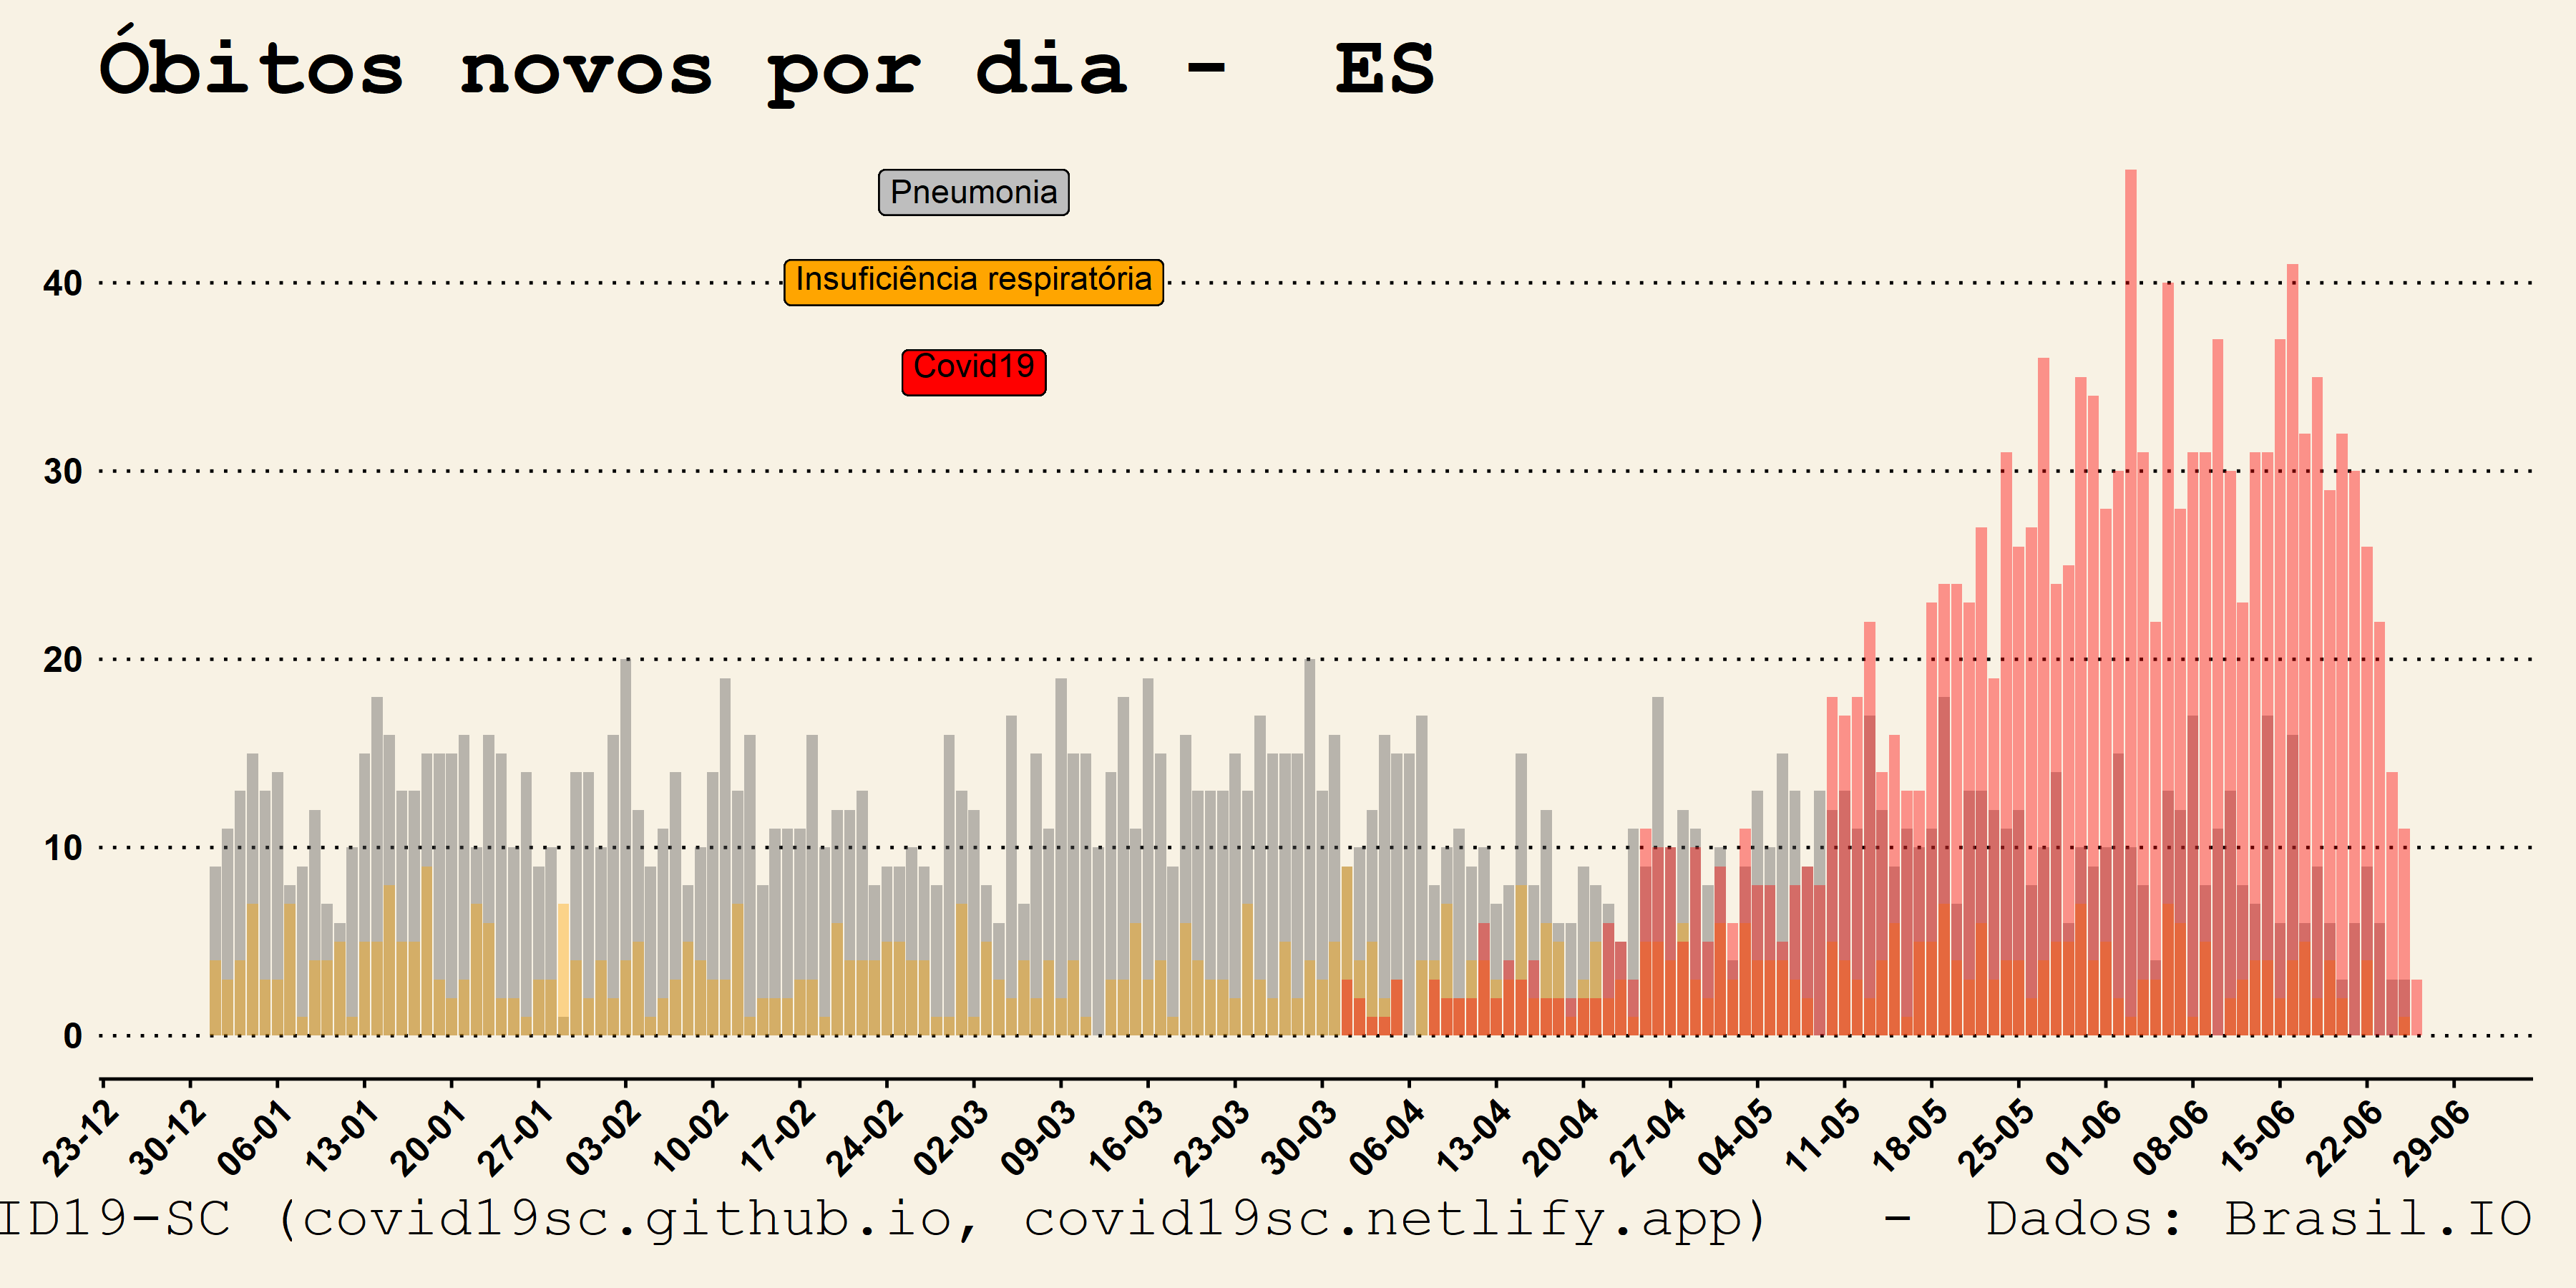 Óbitos novos por dia - ES
Pneumonia
Insuficiência respiratória
Covid19
40
30
20
10
0
23-12 30-12 06-01 13-01 20-01 27-01 03-02 10-02 17-02 24-02 02-03 09-03 16-03 23-03 30-03 06-04 13-04 20-04 27-04 04-05 11-05 18-05 25-05 01-06 08-06 15-06 22-06 29-06
ID19-SC (covid19sc.github.io, covid19sc.netlify.app) - Dados: Brasil.IO